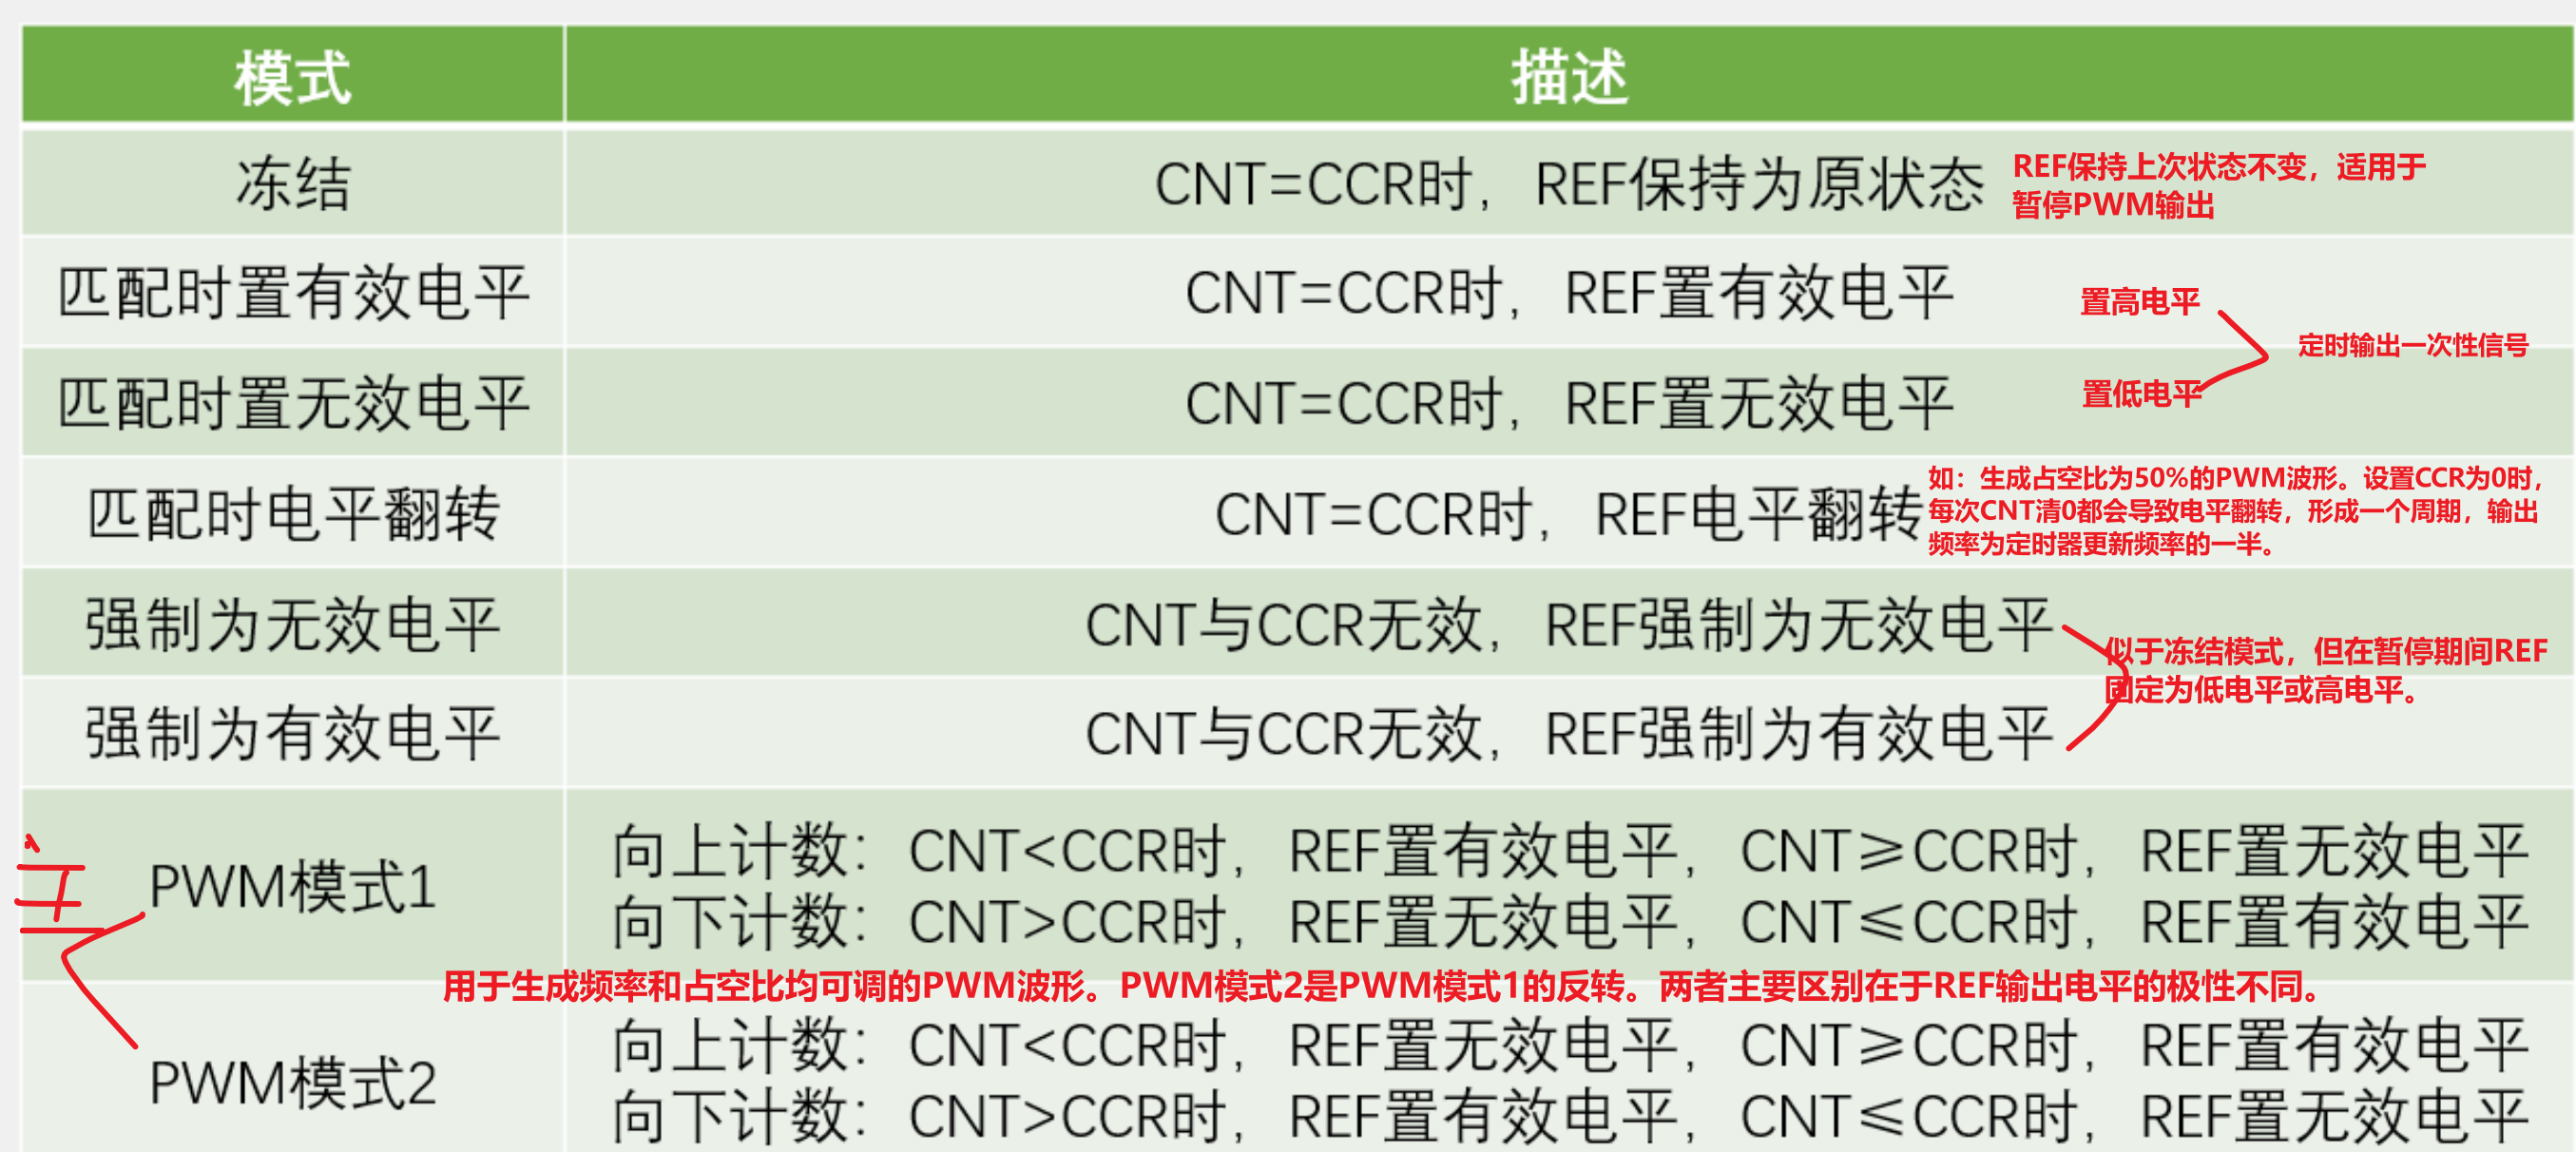 模式 描述
冻结 CNT=CCR时，REF保持为原状态
REF保持上次状态不变，适用于
暂停PWM输出
匹配时置有效电平 CNT=CCR时，REF置有效电平 置高电平
定时输出一次性信号
匹配时置无效电平 CNT=CCR时，REF置无效电平 置低电平
匹配时电平翻转 CNT=CCR时，REF电平翻转
如：生成占空比为50%的PWM波形。设置CCR为0时，
每次CNT清0都会导致电平翻转，形成一个周期，输出
频率为定时器更新频率的一半。
强制为无效电平 CNT与CCR无效，REF强制为无效电平
似于冻结模式，但在暂停期间REF
固定为低电平或高电平。
强制为有效电平 CNT与CCR无效，REF强制为有效电平
主
PWM模式1
向上计数：CNT<CCR时，REF置有效电平，CNT≥CCR时，REF置无效电平
向下计数：CNT>CCR时，REF置无效电平，CNT≤CCR时，REF置有效电平
用于生成频率和占空比均可调的PWM波形。PWM模式2是PWM模式1的反转。两者主要区别在于REF输出电平的极性不同。
PWM模式2
向上计数：CNT<CCR时，REF置无效电平，CNT≥CCR时，REF置有效电平
向下计数：CNT>CCR时，REF置有效电平，CNT≤CCR时，REF置无效电平